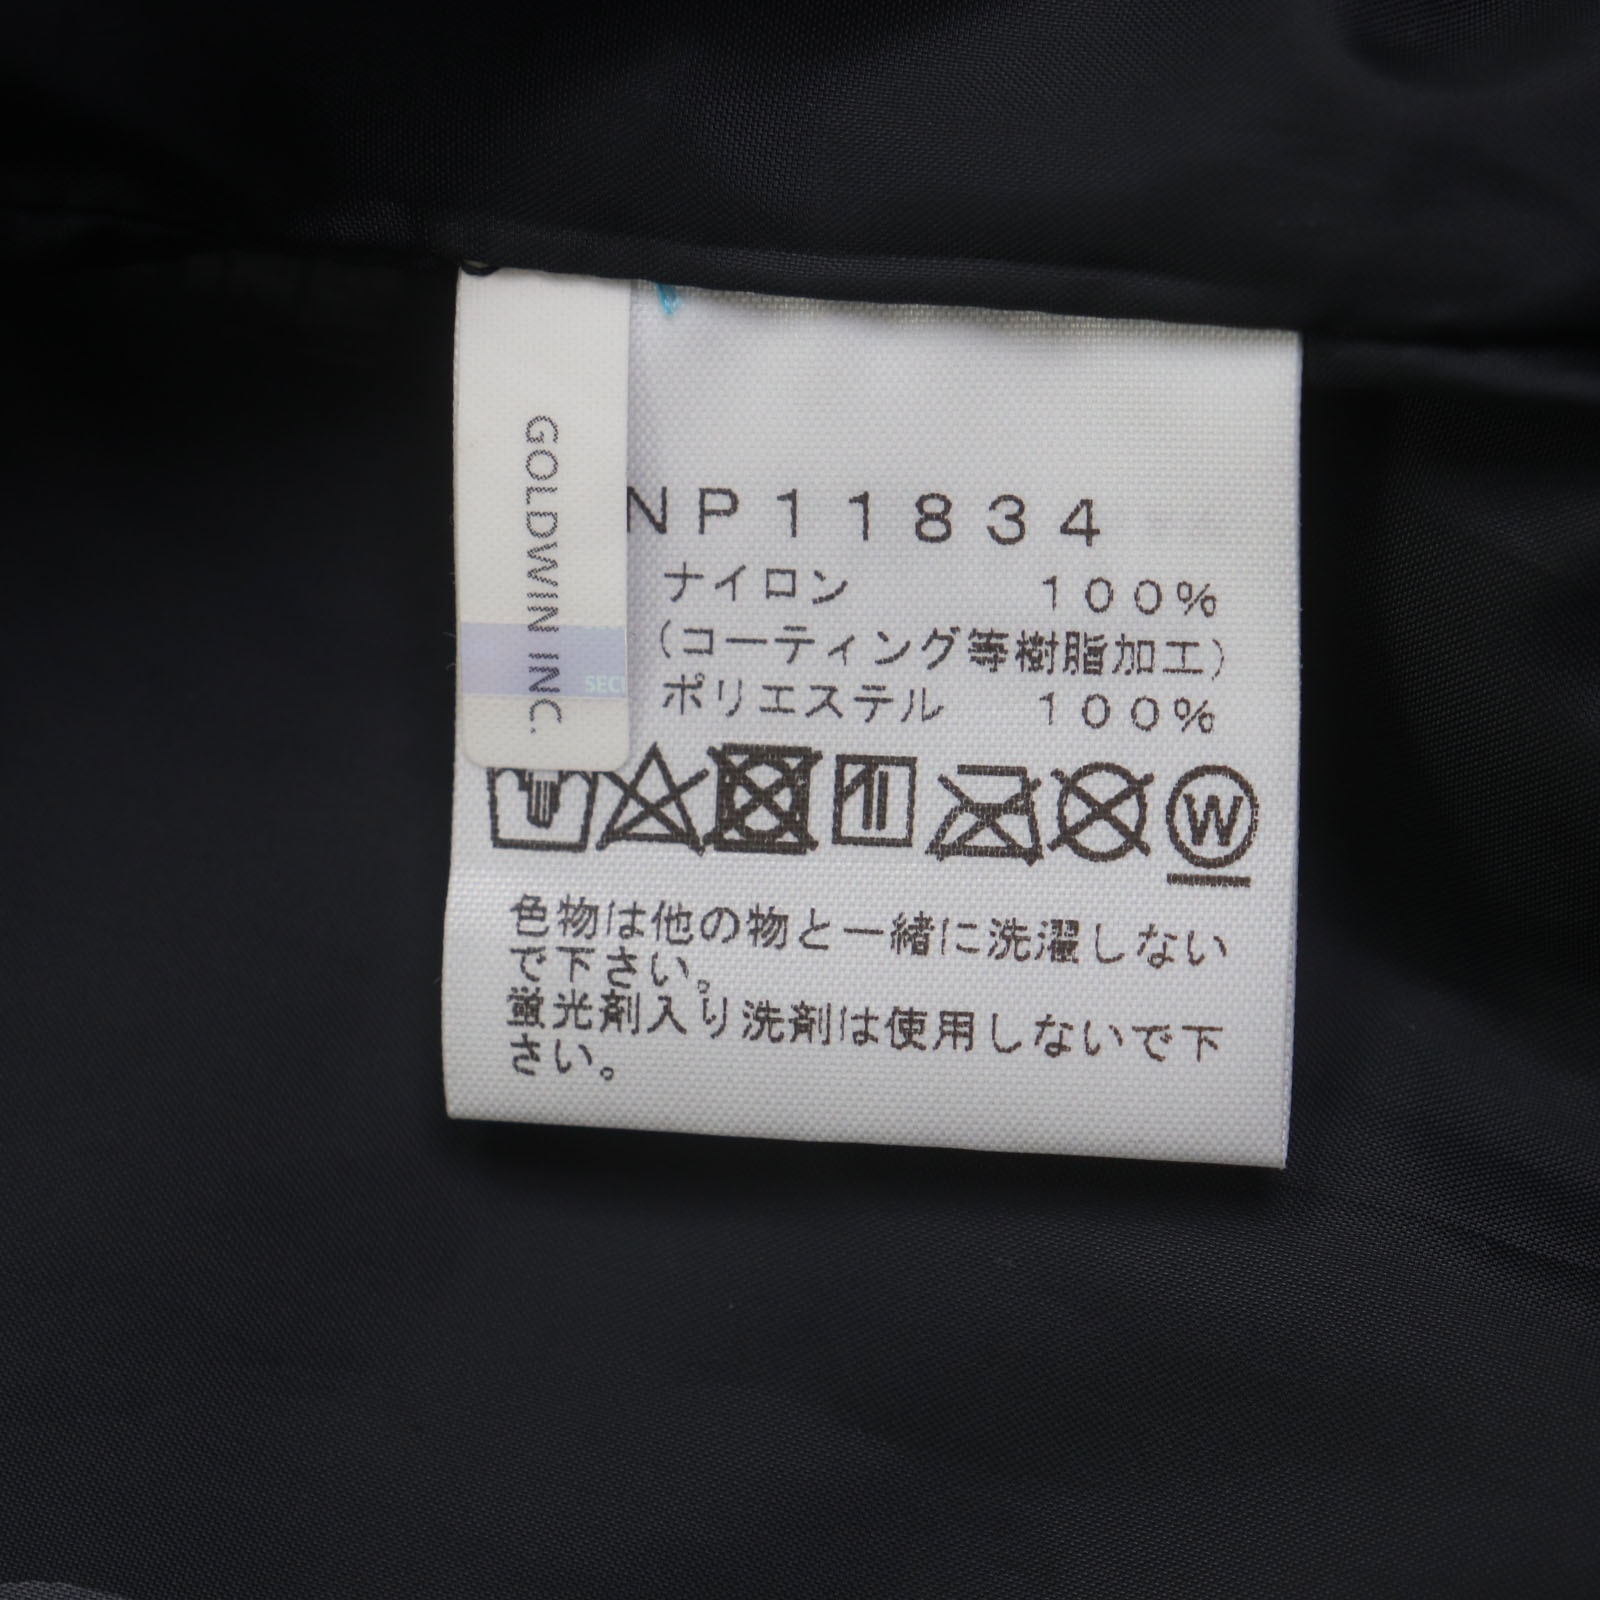 GOLDWIN INC.
SECU
NP11834
ナイロン 100%
(コーティング等樹脂加工)
ポリエステル 100%
W
色物は他の物と一緒に洗濯しない
で下さい。
蛍光剤入り洗剤は使用しないで下
さい。